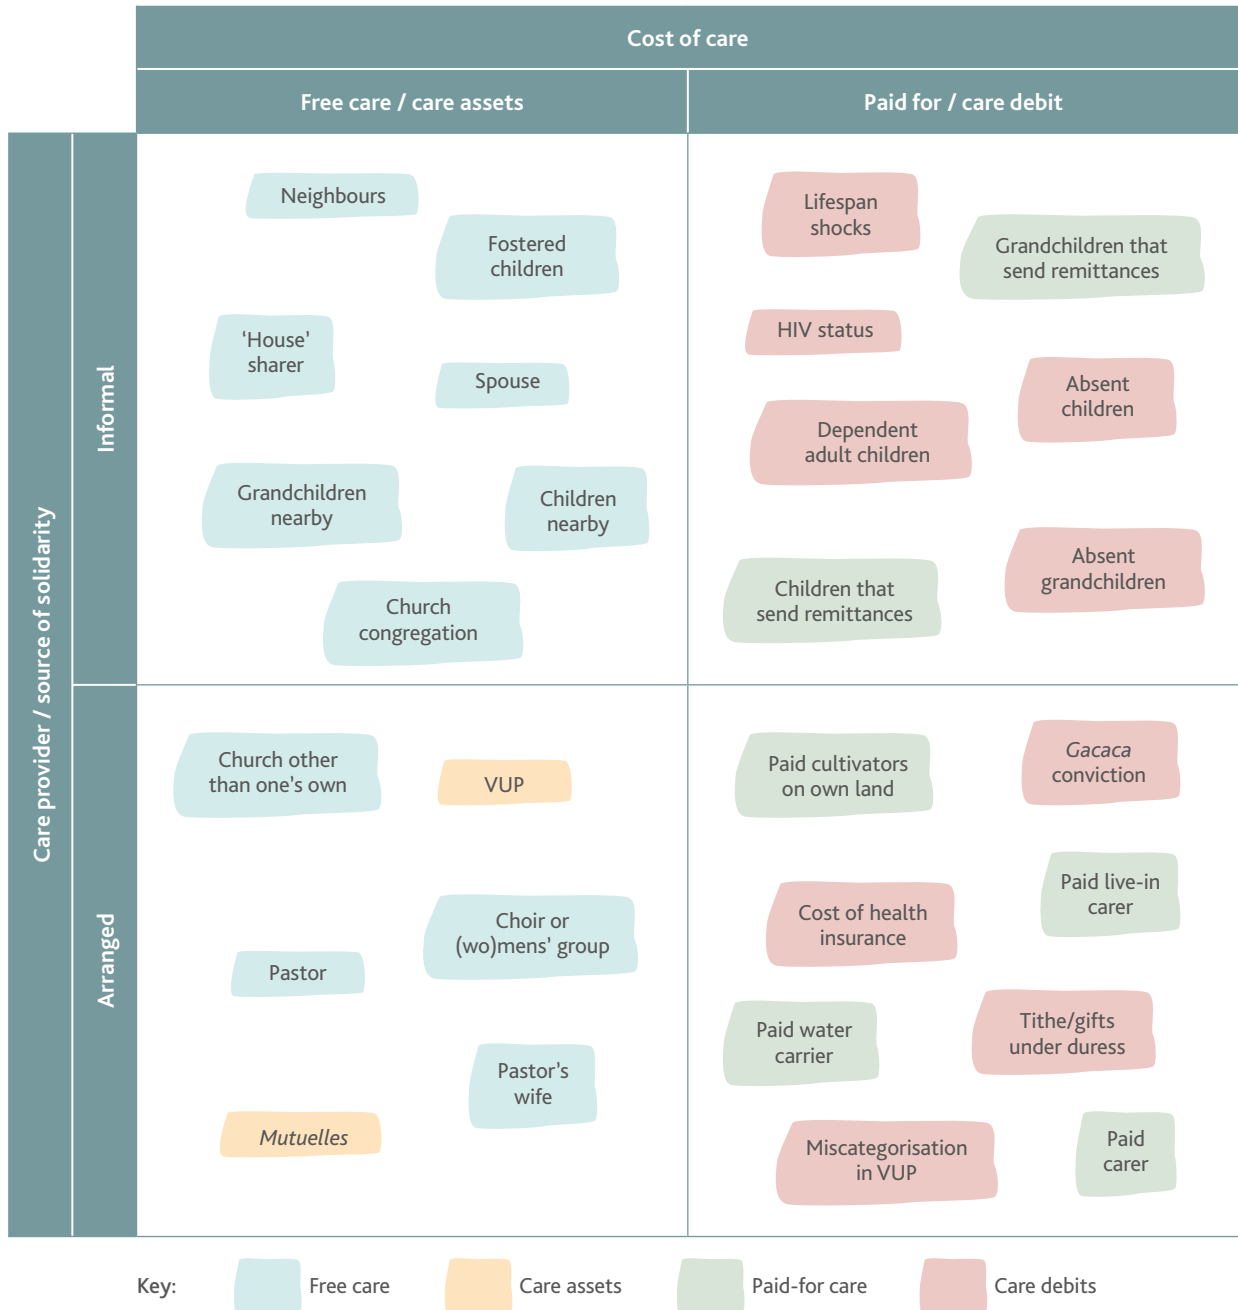 Cost of care
Free care / care assets
Paid for / care debit
Care provider / source of solidarity
Informal
Neighbours
Fostered
children
‘House’
sharer
Spouse
Grandchildren
nearby
Children
nearby
Church
congregation
Lifespan
shocks
Grandchildren that
send remittances
HIV status
Absent
children
Dependent
adult children
Absent
grandchildren
Children that
send remittances
Arranged
Church other
than one’s own
VUP
Choir or
(wo)mens’ group
Pastor
Pastor’s
wife
Mutuelles
Paid cultivators
on own land
Gacaca
conviction
Paid live-in
carer
Cost of health
insurance
Paid water
carrier
Tithe/gifts
under duress
Miscategorisation
in VUP
Paid
carer
Key:
Free care
Care assets
Paid-for care
Care debits